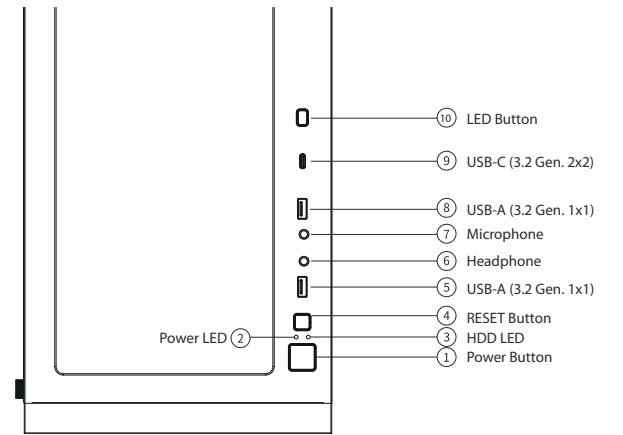 10 LED Button
9 USB-C (3.2 Gen. 2x2)
8 USB-A (3.2 Gen. 1x1)
7 Microphone
6 Headphone
5 USB-A (3.2 Gen. 1x1)
4 RESET Button
Power LED 2 3 HDD LED
1 Power Button